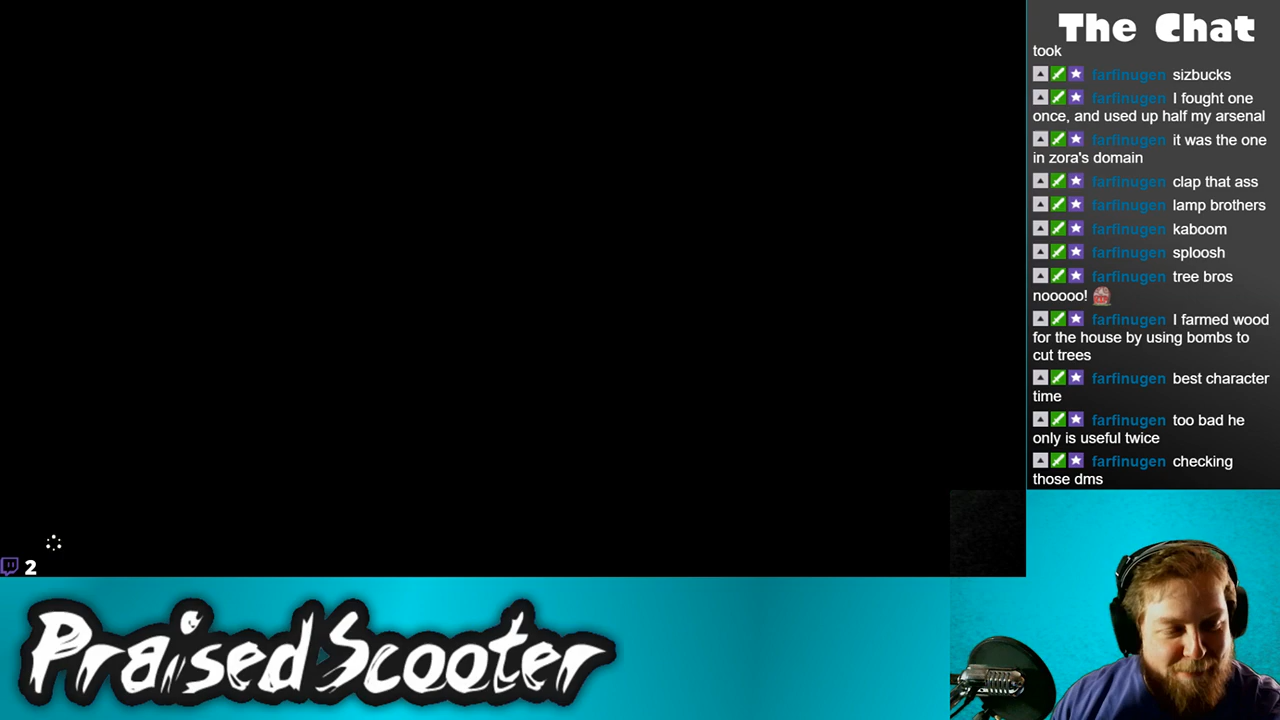 The Chat
took
farfinugen sizbucks
farfinugen I fought one
once, and used up half my arsenal
farfinugen it was the one
in zora's domain
farfinugen clap that ass
farfinugen lamp brothers
farfinugen kaboom
farfinugen sploosh
farfinugen tree bros
nooooo!
farfinugen I farmed wood
for the house by using bombs to
cut trees
farfinugen best character
time
farfinugen too bad he
only is useful twice
farfinugen checking
those dms
2
PraisedScooter